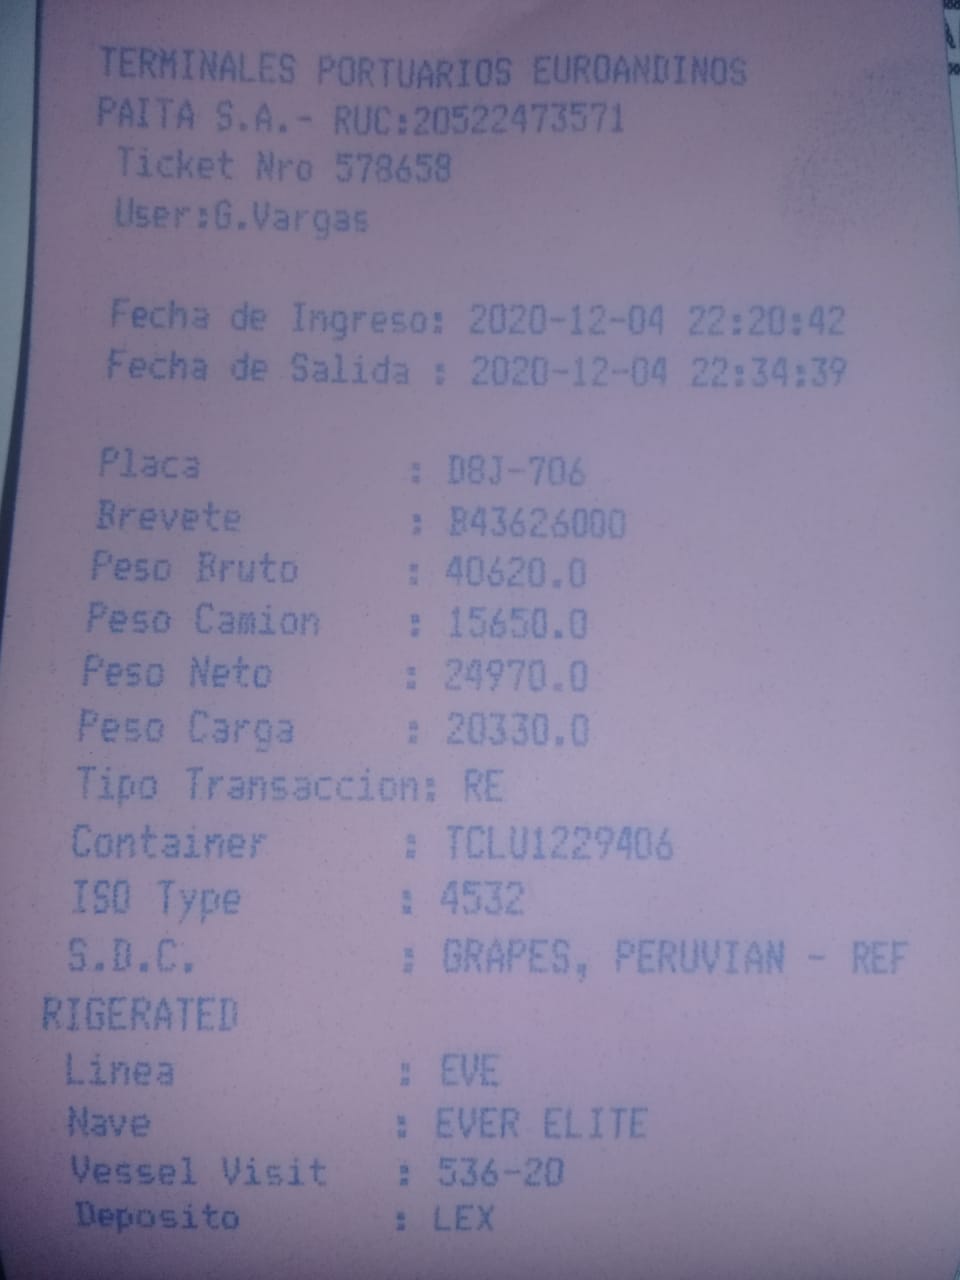 TERMINALES PORTUARIOS EUROANDINOS
PAITA S.A.- RUC:20522473571
Ticket Nro 578658
User:G.Vargas
Fecha de Ingreso: 2020-12-04 22:20:42
Fecha de Salida : 2020-12-04 22:34:39
Placa : D8J-706
Brevete : B43626000
Peso Bruto : 40620.0
Peso Camion : 15650.0
Peso Neto : 24970.0
Peso Carga : 20330.0
Tipo Transaccion: RE
Container : TCLU1229406
ISO Type : 4532
S.D.C. : GRAPES, PERUVIAN - REF
RIGERATED
Linea : EVE
Nave : EVER ELITE
Vessel Visit : 536-20
Deposito : LEX